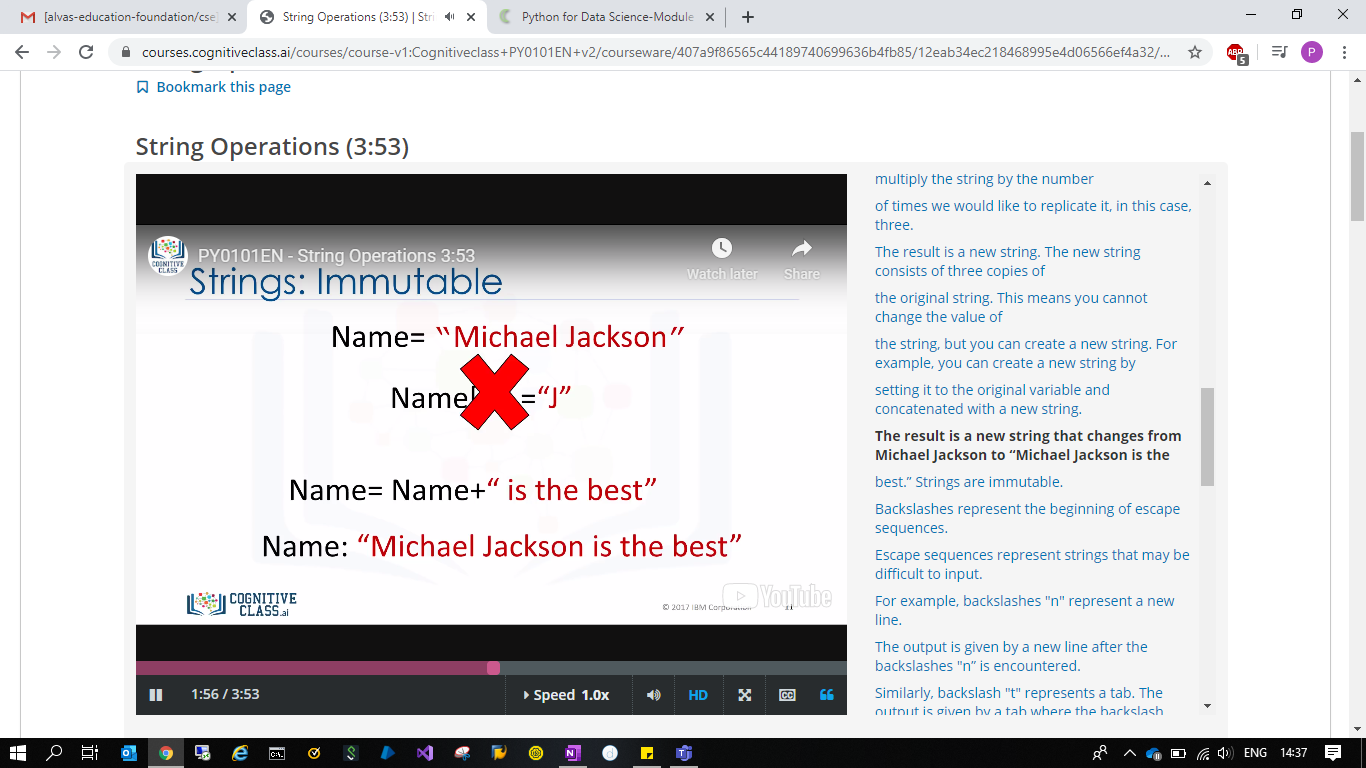 [alvas-education-foundation/cse]
String Operations (3:53) | Stri
Python for Data Science-Module
courses.cognitiveclass.ai/courses/course-v1:Cognitiveclass+PY0101EN+v2/courseware/407a9f86565c44189740699636b4fb85/12eab34ec218468995e4d06566ef4a32/...
ABP
5
P
Bookmark this page
String Operations (3:53)
COGNITIVE
CLASS
PY0101EN - String Operations 3:53
Watch later
Share
Strings: Immutable
Name= “Michael Jackson”
Name[ =“J”
Name= Name+“ is the best”
Name: “Michael Jackson is the best”
COGNITIVE
CLASS.ai
© 2017 IBM Corporation
11
YouTube
1:56 / 3:53
Speed 1.0x
HD
CC
multiply the string by the number
of times we would like to replicate it, in this case,
three.
The result is a new string. The new string
consists of three copies of
the original string. This means you cannot
change the value of
the string, but you can create a new string. For
example, you can create a new string by
setting it to the original variable and
concatenated with a new string.
The result is a new string that changes from
Michael Jackson to “Michael Jackson is the
best.” Strings are immutable.
Backslashes represent the beginning of escape
sequences.
Escape sequences represent strings that may be
difficult to input.
For example, backslashes "n" represent a new
line.
The output is given by a new line after the
backslashes "n” is encountered.
Similarly, backslash "t" represents a tab. The
output is given by a tab where the backslash
ENG
14:37